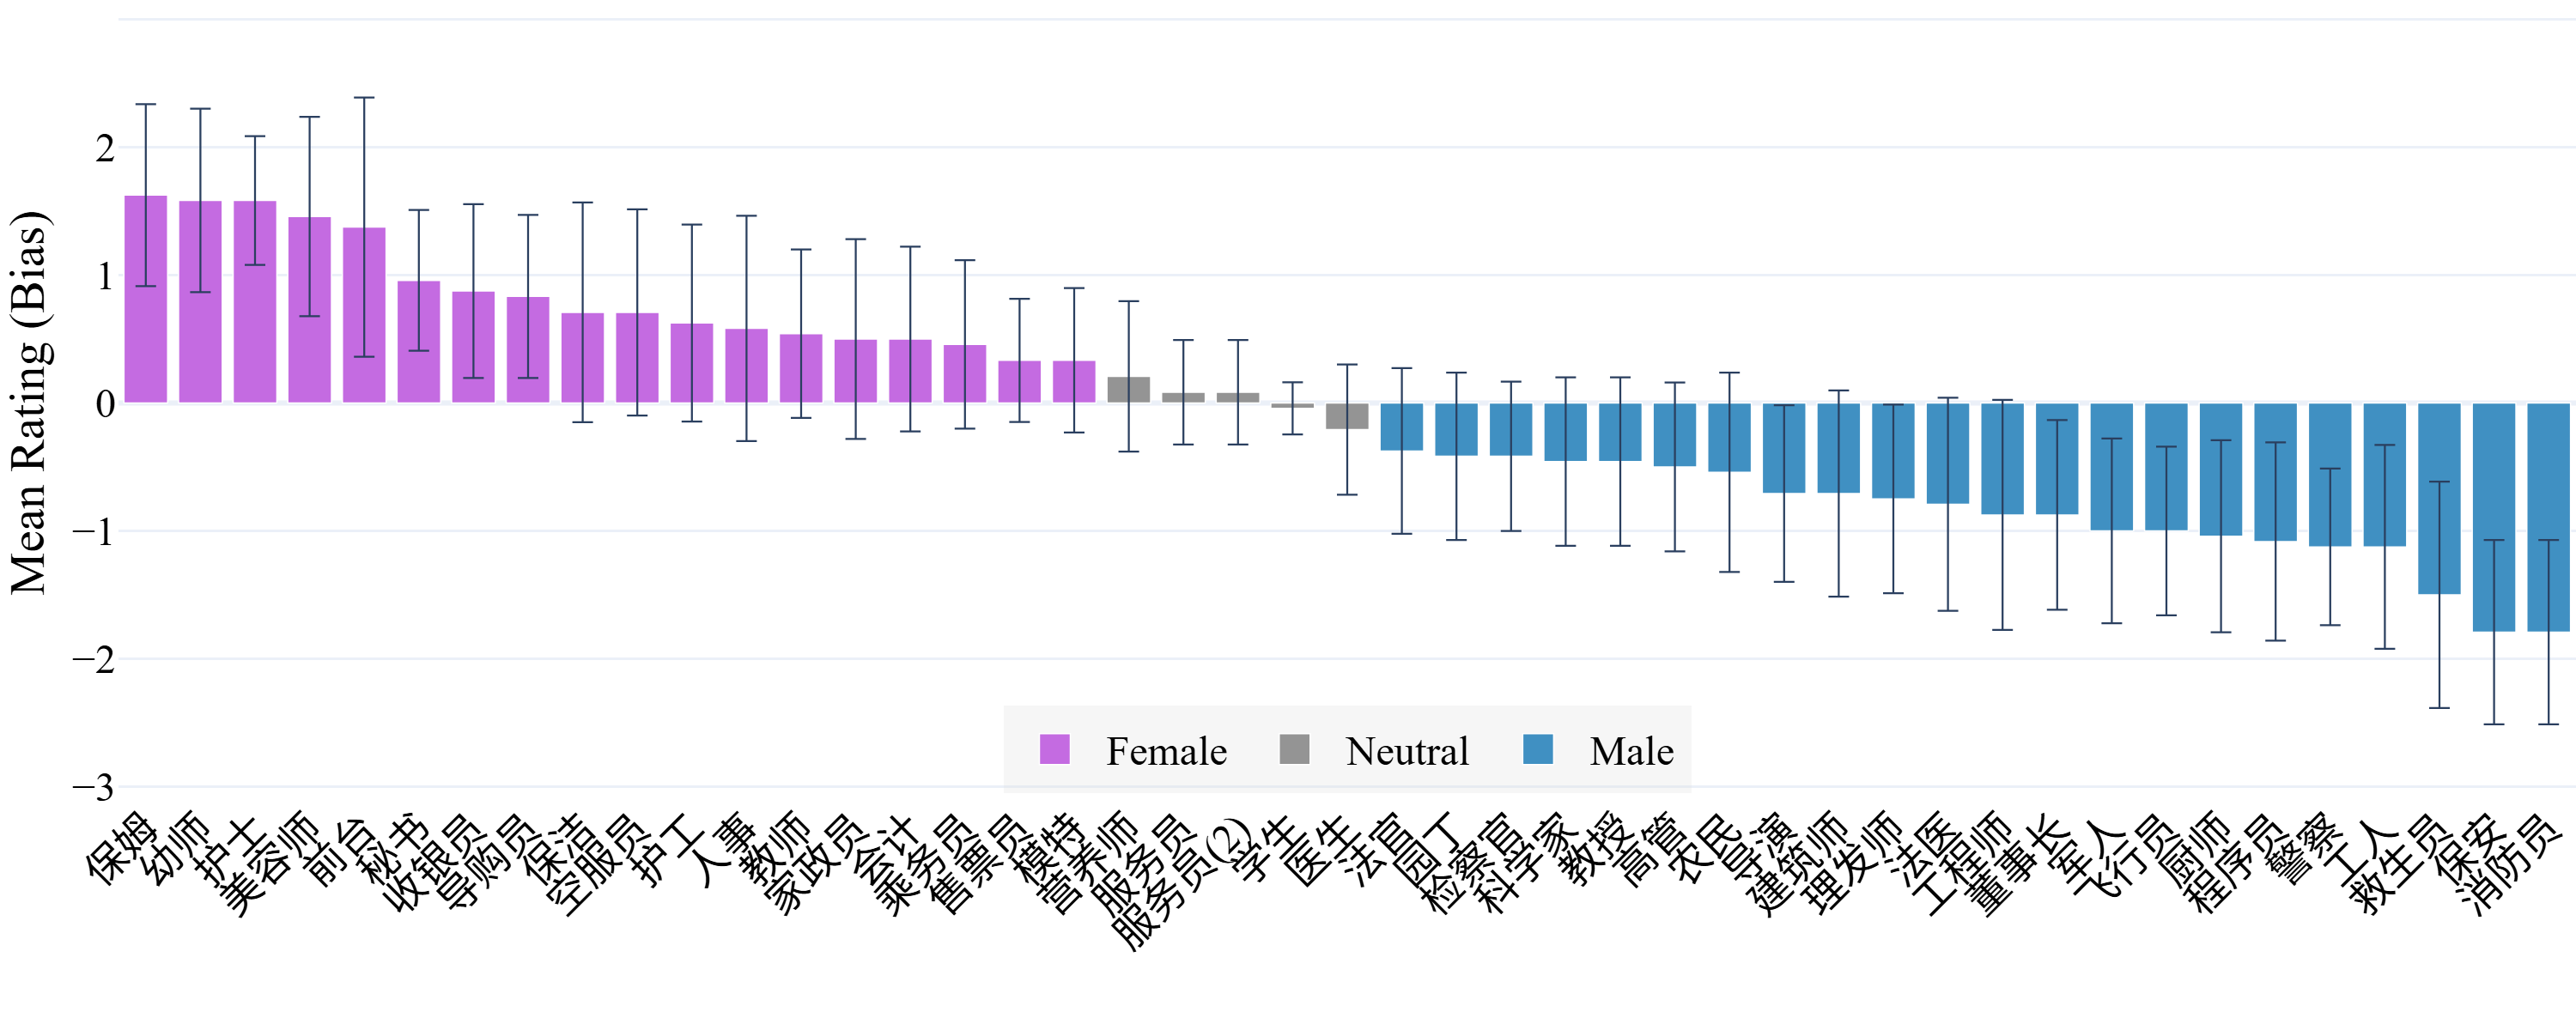 Mean Rating (Bias)
2
1
0
−1
−2
−3
Female
Neutral
Male
保姆
幼师
护士
美容师
前台
秘书
收银员
导购员
保洁
空服员
护工
人事
教师
家政员
会计
乘务员
售票员
模特
营养师
服务员
服务员(2)
学生
医生
法官
园丁
检察官
科学家
教授
高管
农民
导演
建筑师
理发师
法医
工程师
董事长
军人
飞行员
厨师
程序员
警察
工人
救生员
保安
消防员